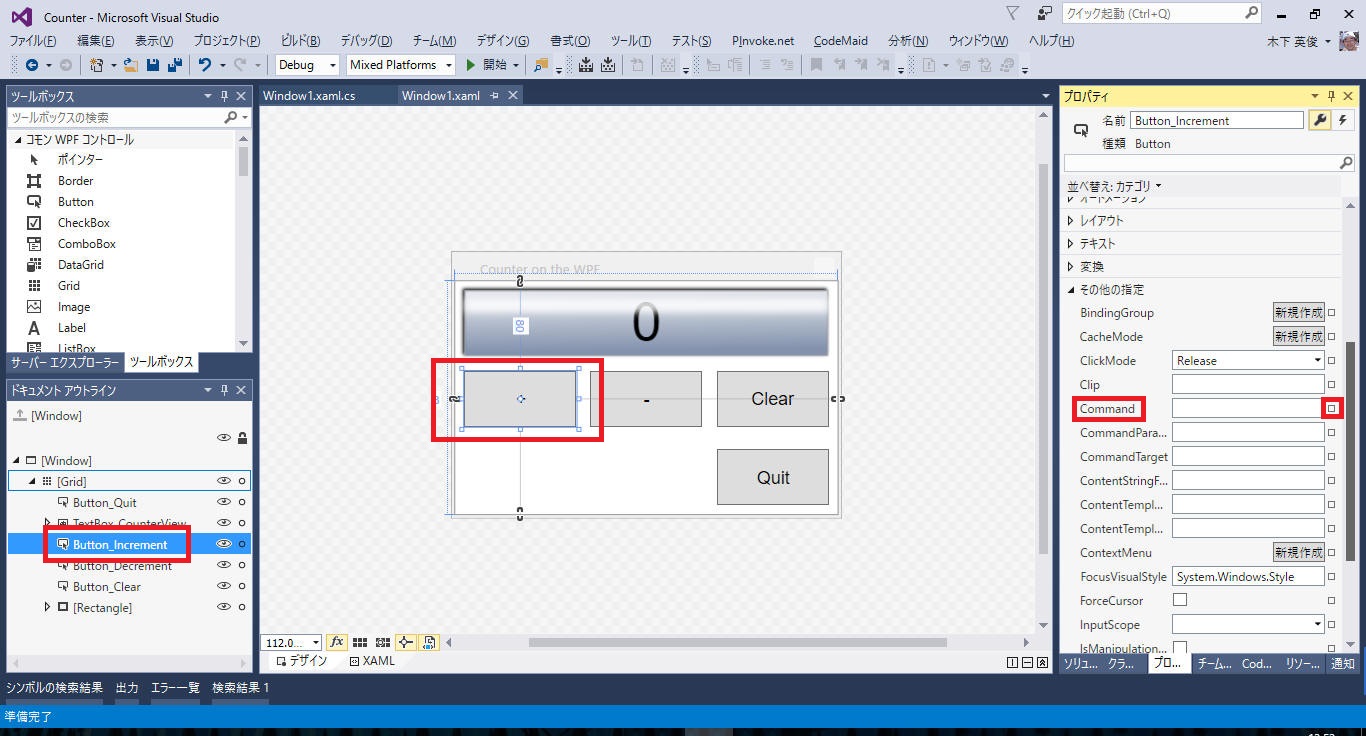 Counter - Microsoft Visual Studio
クイック起動 (Ctrl+Q)
ファイル(F) 編集(E) 表示(V) プロジェクト(P) ビルド(B) デバッグ(D) チーム(M) デザイン(G) 書式(O) ツール(T) テスト(S) PInvoke.net CodeMaid 分析(N) ウィンドウ(W) ヘルプ(H) 木下 英俊
Debug Mixed Platforms 開始
ツールボックス
ツールボックスの検索
コモン WPF コントロール
ポインター
Border
Button
CheckBox
ComboBox
DataGrid
Grid
Image
Label
ListBox
サーバー エクスプローラー ツールボックス
ドキュメント アウトライン
[Window]
[Window]
[Grid]
Button_Quit
TextBox_CounterView
Button_Increment
Button_Decrement
Button_Clear
[Rectangle]
Window1.xaml.cs Window1.xaml
Counter on the WPF
80
0
- Clear
Quit
112.0...
fx
デザイン XAML
プロパティ
名前 Button_Increment
種類 Button
並べ替え: カテゴリ
オートメーション
レイアウト
テキスト
変換
その他の指定
BindingGroup 新規作成
CacheMode 新規作成
ClickMode Release
Clip
Command
CommandPara...
CommandTarget
ContentStringF...
ContentTempl...
ContentTempl...
ContextMenu 新規作成
FocusVisualStyle System.Windows.Style
ForceCursor
InputScope
IsManipulation...
ソリュ... クラ... プロ... チーム... Cod... リソー... 通知
シンボルの検索結果 出力 エラー一覧 検索結果 1
準備完了